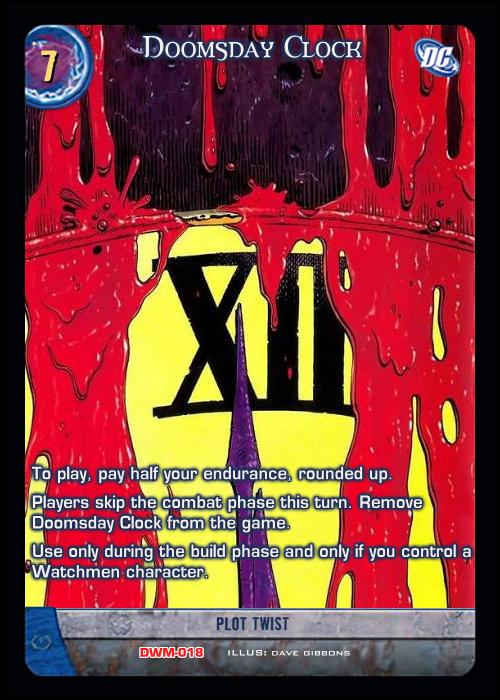 7
Doomsday Clock
DC
XII
To play, pay half your endurance, rounded up.
Players skip the combat phase this turn. Remove
Doomsday Clock from the game.
Use only during the build phase and only if you control a
Watchmen character.
PLOT TWIST
DWM-018 ILLUS: DAVE GIBBONS